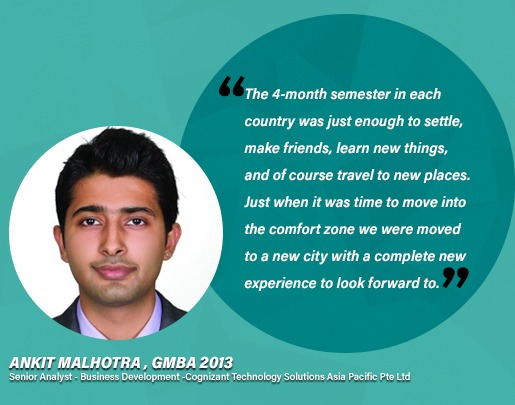 “The 4-month semester in each
country was just enough to settle,
make friends, learn new things,
and of course travel to new places.
Just when it was time to move into
the comfort zone we were moved
to a new city with a complete new
experience to look forward to.”
ANKIT MALHOTRA , GMBA 2013
Senior Analyst - Business Development -Cognizant Technology Solutions Asia Pacific Pte Ltd